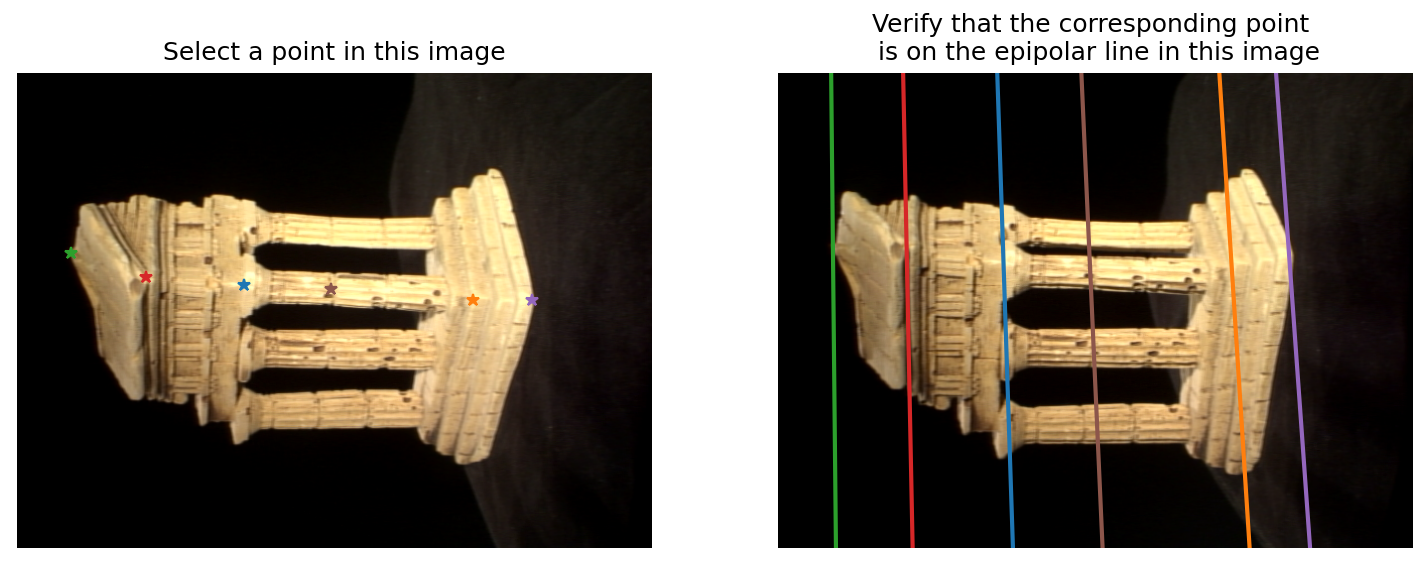 Select a point in this image
Verify that the corresponding point
is on the epipolar line in this image